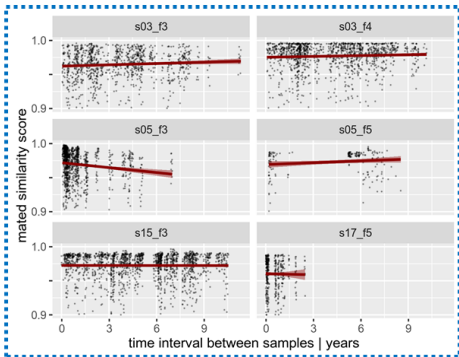 s03_f3 s03_f4
1.0
0.9
s05_f3 s05_f5
1.0
0.9
s15_f3 s17_f5
1.0
0.9
0 3 6 9 0 3 6 9
mated similarity score
time interval between samples | years